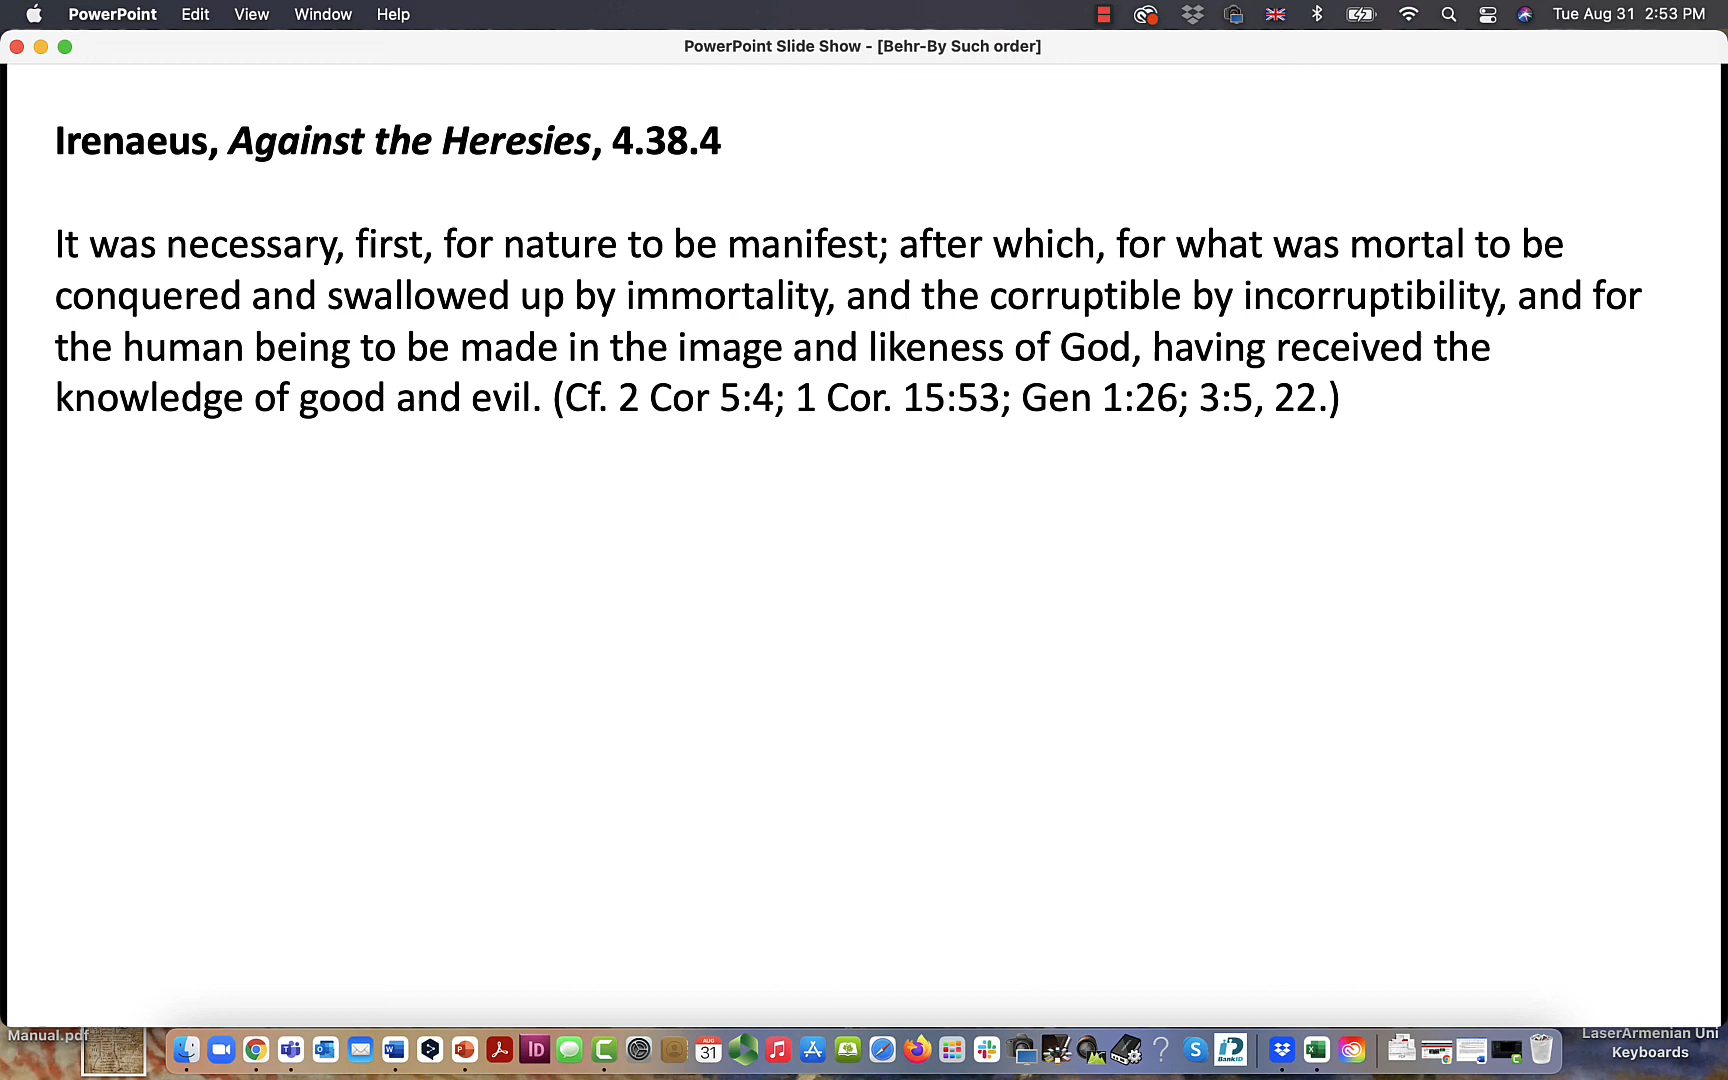 PowerPoint Edit View Window Help Tue Aug 31 2:53 PM
PowerPoint Slide Show - [Behr-By Such order]
Irenaeus, Against the Heresies, 4.38.4
It was necessary, first, for nature to be manifest; after which, for what was mortal to be
conquered and swallowed up by immortality, and the corruptible by incorruptibility, and for
the human being to be made in the image and likeness of God, having received the
knowledge of good and evil. (Cf. 2 Cor 5:4; 1 Cor. 15:53; Gen 1:26; 3:5, 22.)
Manual.pdf
LaserArmenian Uni
Keyboards
AUG
31
ID
BankID